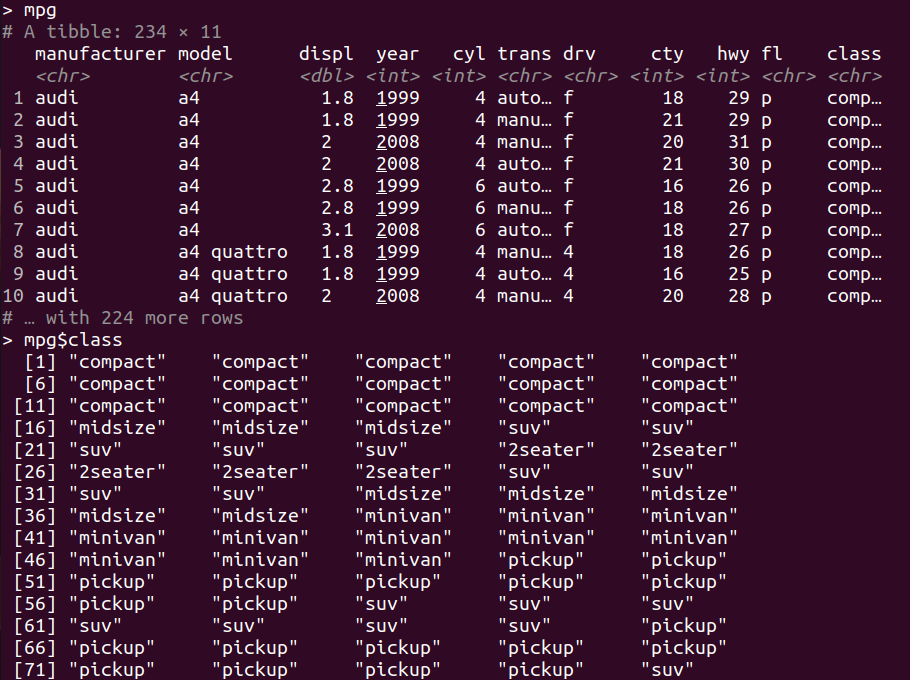 > mpg
# A tibble: 234 × 11
   manufacturer model      displ  year   cyl trans drv     cty   hwy fl    class
   <chr>        <chr>      <dbl> <int> <int> <chr> <chr> <int> <int> <chr> <chr>
 1 audi         a4           1.8  1999     4 auto… f        18    29 p     comp…
 2 audi         a4           1.8  1999     4 manu… f        21    29 p     comp…
 3 audi         a4           2    2008     4 manu… f        20    31 p     comp…
 4 audi         a4           2    2008     4 auto… f        21    30 p     comp…
 5 audi         a4           2.8  1999     6 auto… f        16    26 p     comp…
 6 audi         a4           2.8  1999     6 manu… f        18    26 p     comp…
 7 audi         a4           3.1  2008     6 auto… f        18    27 p     comp…
 8 audi         a4 quattro   1.8  1999     4 manu… 4        18    26 p     comp…
 9 audi         a4 quattro   1.8  1999     4 auto… 4        16    25 p     comp…
10 audi         a4 quattro   2    2008     4 manu… 4        20    28 p     comp…
# … with 224 more rows
> mpg$class
  [1] "compact"    "compact"    "compact"    "compact"    "compact"
  [6] "compact"    "compact"    "compact"    "compact"    "compact"
 [11] "compact"    "compact"    "compact"    "compact"    "compact"
 [16] "midsize"    "midsize"    "midsize"    "suv"        "suv"
 [21] "suv"        "suv"        "suv"        "2seater"    "2seater"
 [26] "2seater"    "2seater"    "2seater"    "suv"        "suv"
 [31] "suv"        "suv"        "midsize"    "midsize"    "midsize"
 [36] "midsize"    "midsize"    "minivan"    "minivan"    "minivan"
 [41] "minivan"    "minivan"    "minivan"    "minivan"    "minivan"
 [46] "minivan"    "minivan"    "minivan"    "pickup"     "pickup"
 [51] "pickup"     "pickup"     "pickup"     "pickup"     "pickup"
 [56] "pickup"     "pickup"     "suv"        "suv"        "suv"
 [61] "suv"        "suv"        "suv"        "suv"        "pickup"
 [66] "pickup"     "pickup"     "pickup"     "pickup"     "pickup"
 [71] "pickup"     "pickup"     "pickup"     "pickup"     "suv"